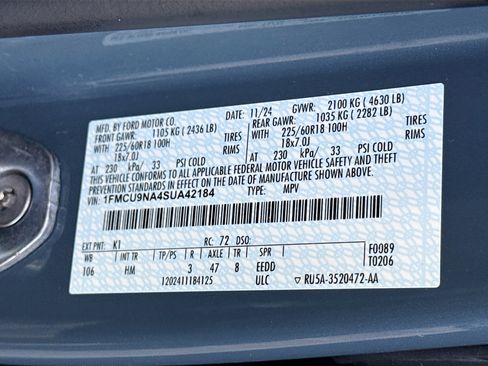 MFD. BY FORD MOTOR CO. DATE: 11/24 GVWR: 2100 KG (4630 LB)
FRONT GAWR: 1105 KG (2436 LB) REAR GAWR: 1035 KG (2282 LB)
WITH 225/60R18 100H TIRES WITH 225/60R18 100H TIRES
18x7.0J RIMS 18x7.0J RIMS
AT 230 kPa/ 33 PSI COLD AT 230 kPa/ 33 PSI COLD
THIS VEHICLE CONFORMS TO ALL APPLICABLE FEDERAL MOTOR VEHICLE SAFETY AND THEFT
PREVENTION STANDARDS IN EFFECT ON THE DATE OF MANUFACTURE SHOWN ABOVE.
VIN: 1FMCU9NA4SUA42184 TYPE: MPV
EXT PNT: K1 RC: 72 DSO: F0089
WB INT TR TP/PS R AXLE TR SPR T0206
106 HM 3 47 8 EEDD
1202411184125 ULC RU5A-3520472-AA